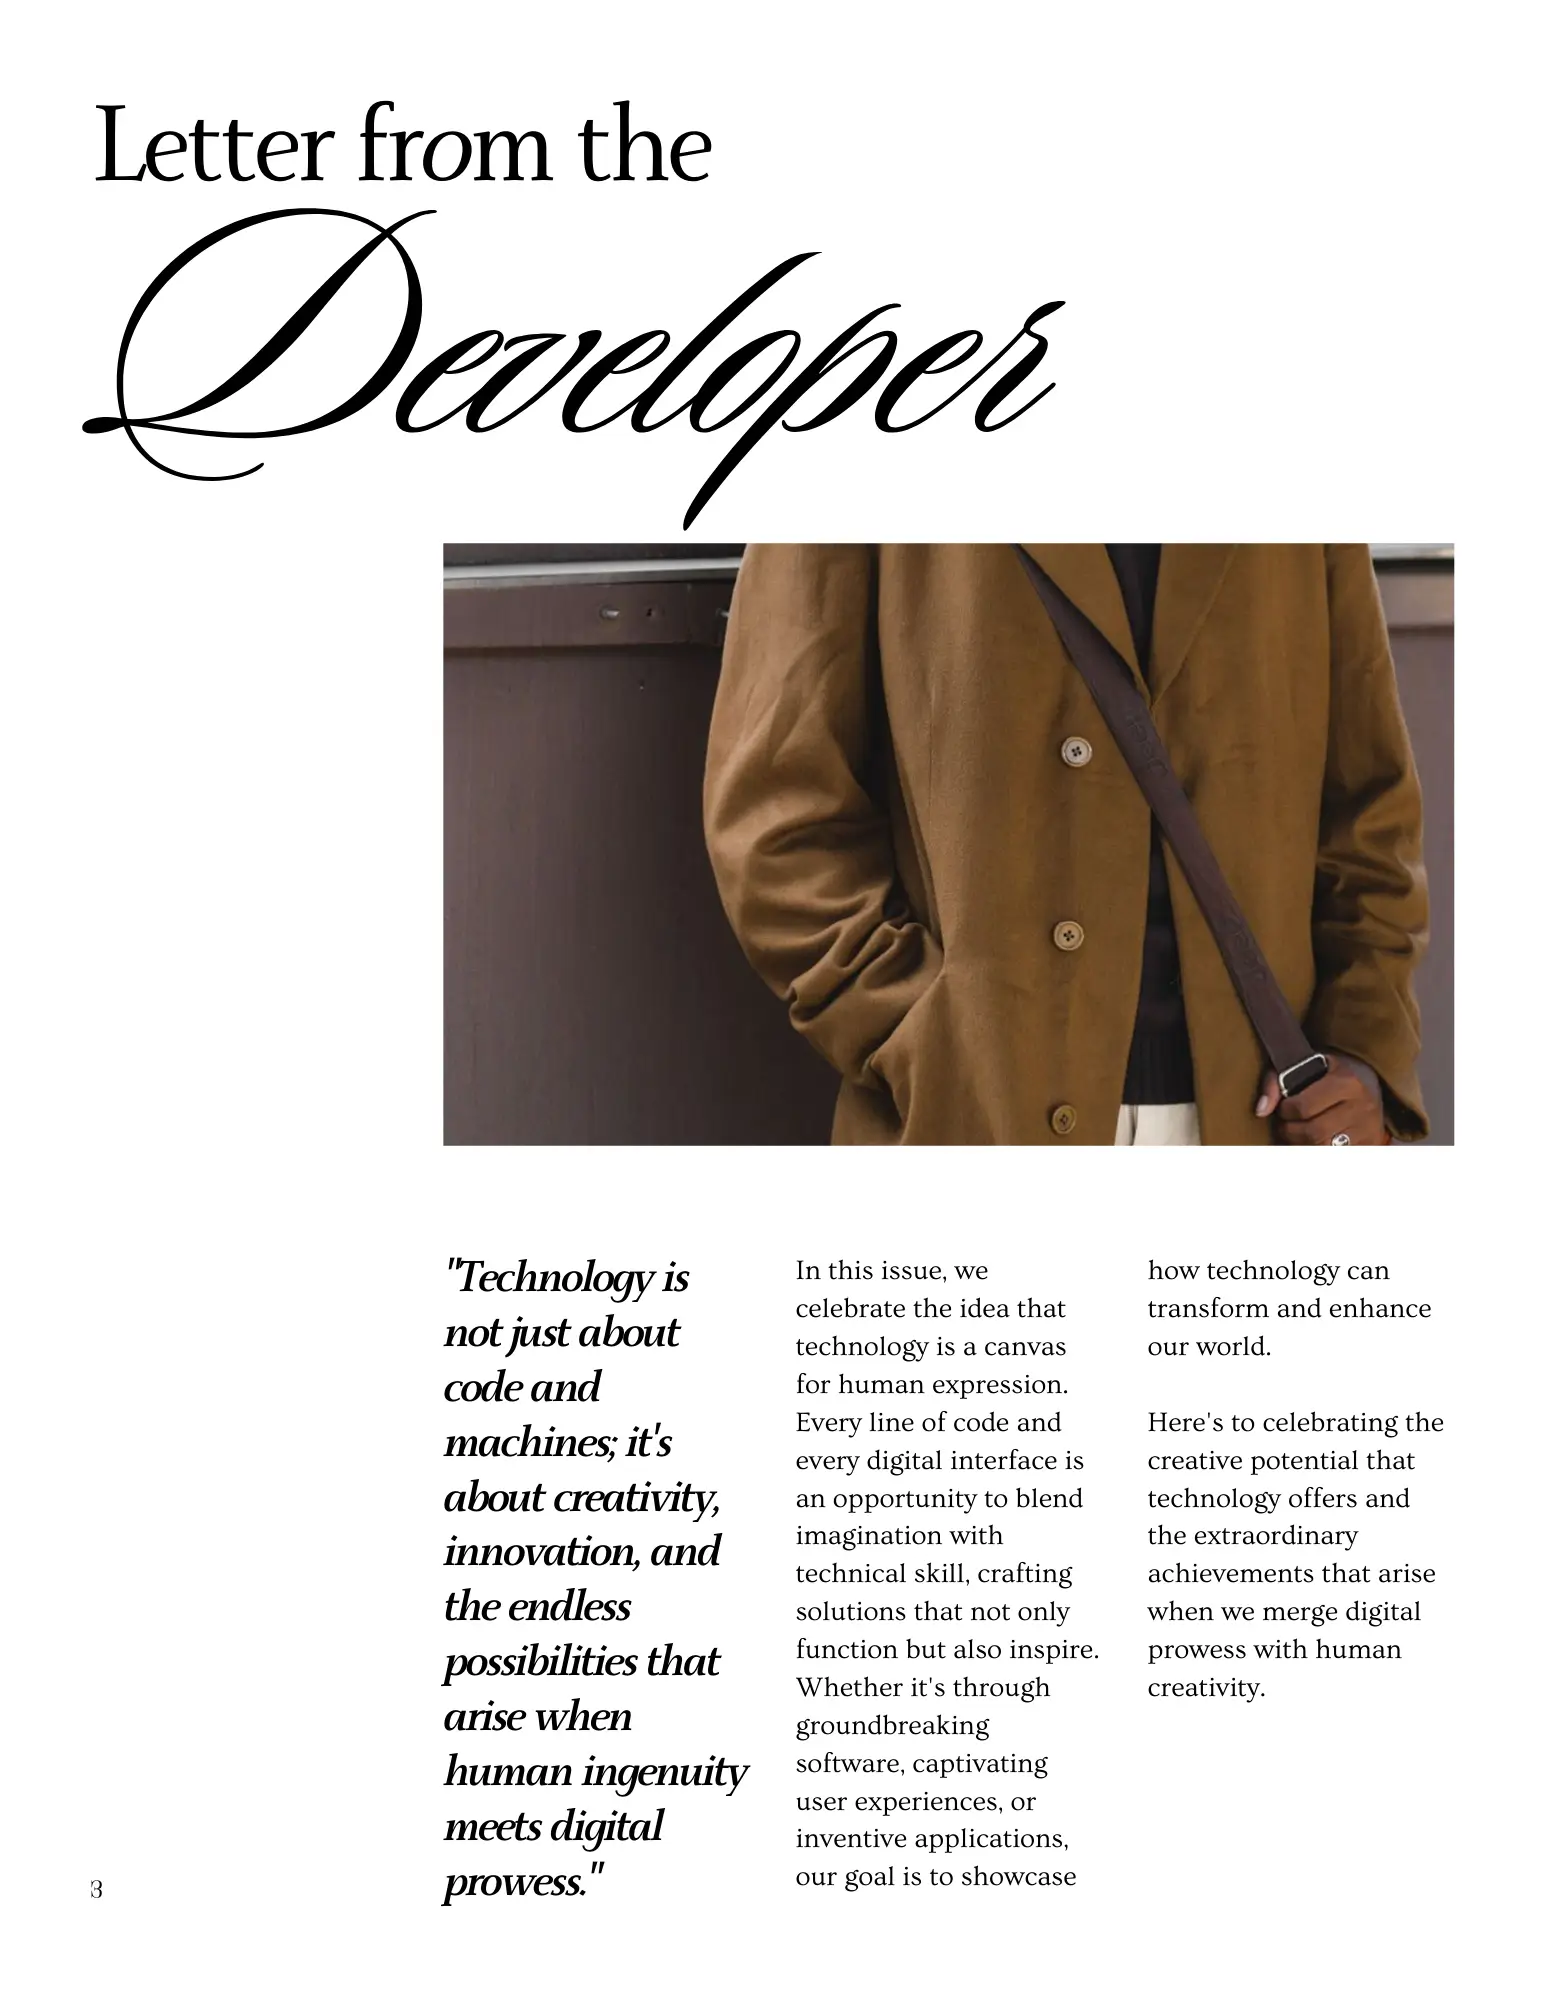 Letter from the
Developer
"Technology is
not just about
code and
machines; it's
about creativity,
innovation, and
the endless
possibilities that
arise when
human ingenuity
meets digital
prowess."
In this issue, we
celebrate the idea that
technology is a canvas
for human expression.
Every line of code and
every digital interface is
an opportunity to blend
imagination with
technical skill, crafting
solutions that not only
function but also inspire.
Whether it's through
groundbreaking
software, captivating
user experiences, or
inventive applications,
our goal is to showcase
how technology can
transform and enhance
our world.
Here's to celebrating the
creative potential that
technology offers and
the extraordinary
achievements that arise
when we merge digital
prowess with human
creativity.
3